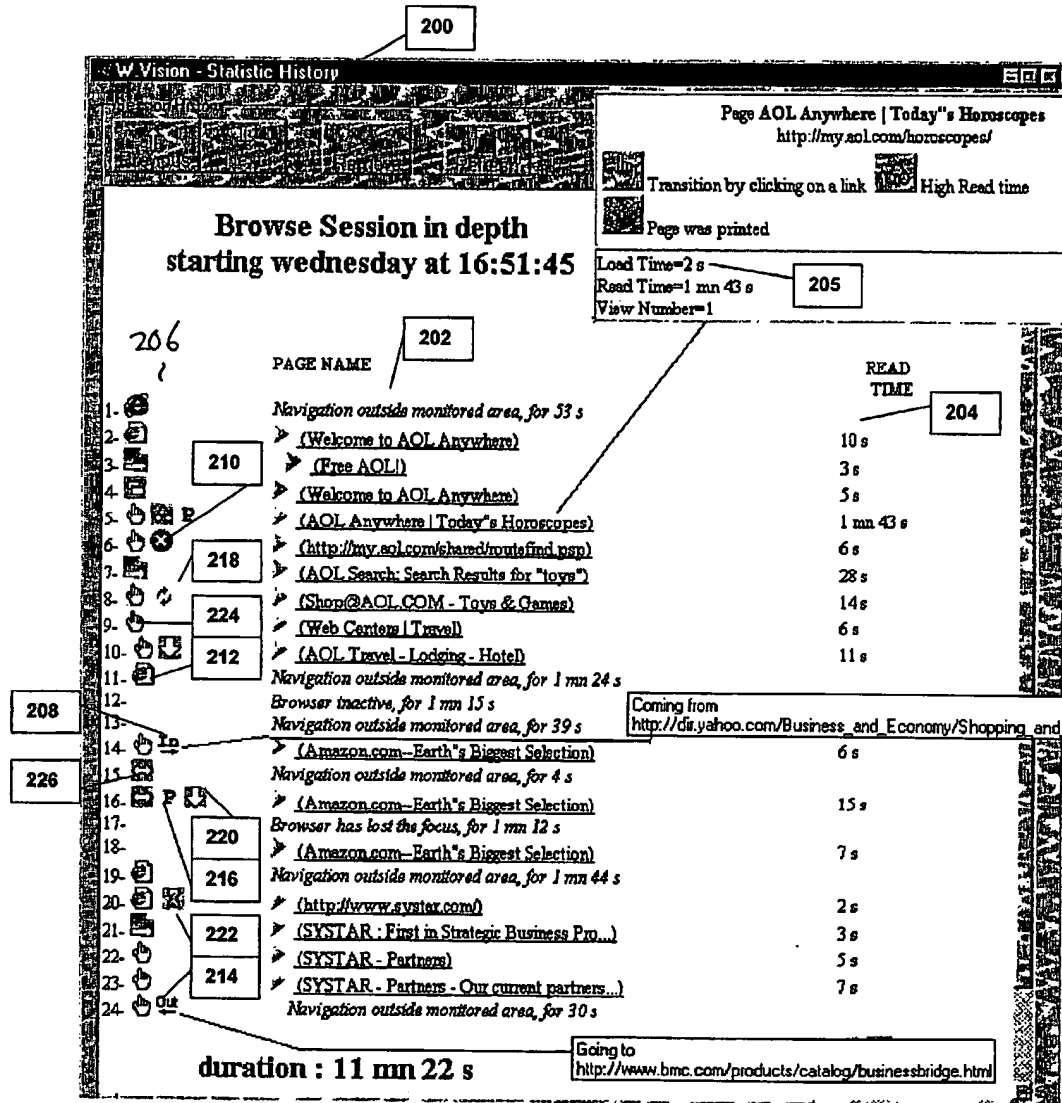 200
W.Vision - Statistic History
Page AOL Anywhere | Today"s Horoscopes
http://my.aol.com/horoscopes/
Transition by clicking on a link High Read time
Page was printed
Browse Session in depth
starting wednesday at 16:51:45
Load Time=2 s
Read Time=1 mn 43 s
View Number=1
205
206
202
PAGE NAME
READ
TIME
204
1- Navigation outside monitored area, for 53 s
2- (Welcome to AOL Anywhere) 10 s
3- (Free AOL!) 3 s
210
4- (Welcome to AOL Anywhere) 5 s
5- P (AOL Anywhere | Today"s Horoscopes) 1 mn 43 s
6- (http://my.aol.com/shared/routefind.psp) 6 s
7- (AOL Search: Search Results for "toys") 28 s
218
8- (Shop@AOL.COM - Toys & Games) 14 s
224
9- (Web Centers | Travel) 6 s
10- (AOL Travel - Lodging - Hotel) 11 s
212
11- Navigation outside monitored area, for 1 mn 24 s
12- Browser inactive, for 1 mn 15 s
208
13- Navigation outside monitored area, for 39 s
Coming from
http://dir.yahoo.com/Business_and_Economy/Shopping_and
14- In (Amazon.com--Earth"s Biggest Selection) 6 s
226
15- Navigation outside monitored area, for 4 s
16- P (Amazon.com--Earth"s Biggest Selection) 15 s
17- Browser has lost the focus, for 1 mn 12 s
220
18- (Amazon.com--Earth"s Biggest Selection) 7 s
216
19- Navigation outside monitored area, for 1 mn 44 s
20- (http://www.systar.com/) 2 s
21- (SYSTAR : First in Strategic Business Pro...) 3 s
222
22- (SYSTAR - Partners) 5 s
214
23- (SYSTAR - Partners - Our current partners...) 7 s
24- Out Navigation outside monitored area, for 30 s
Going to
http://www.bmc.com/products/catalog/businessbridge.html
duration : 11 mn 22 s